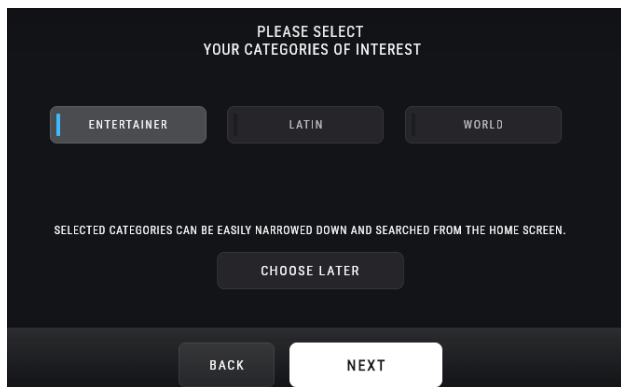 PLEASE SELECT
YOUR CATEGORIES OF INTEREST
ENTERTAINER
LATIN
WORLD
SELECTED CATEGORIES CAN BE EASILY NARROWED DOWN AND SEARCHED FROM THE HOME SCREEN.
CHOOSE LATER
BACK
NEXT